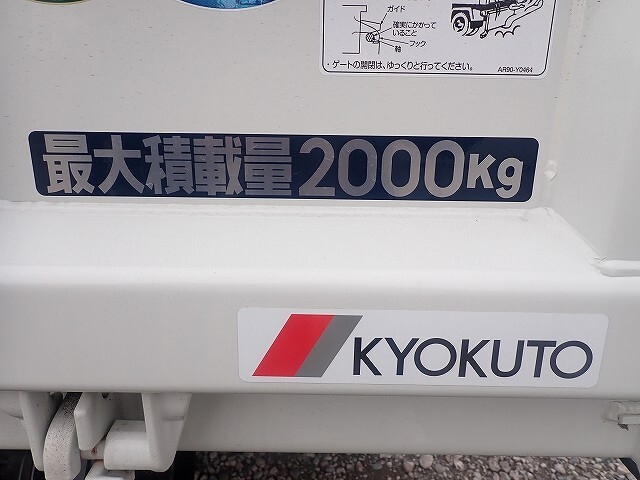 ガイド
確実にかかって
いること
フック
軸
・ゲートの開閉は、ゆっくりと行ってください。
AR90-Y0464
最大積載量2000Kg
KYOKUTO